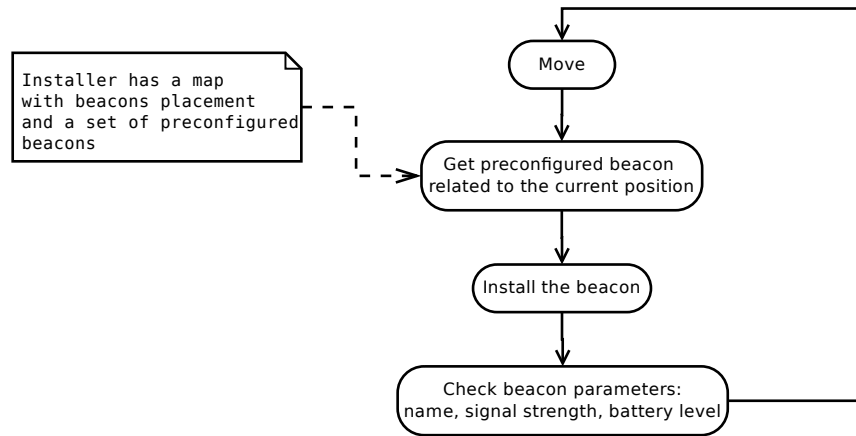 Move
Installer has a map
with beacons placement
and a set of preconfigured
beacons
Get preconfigured beacon
related to the current position
Install the beacon
Check beacon parameters:
name, signal strength, battery level